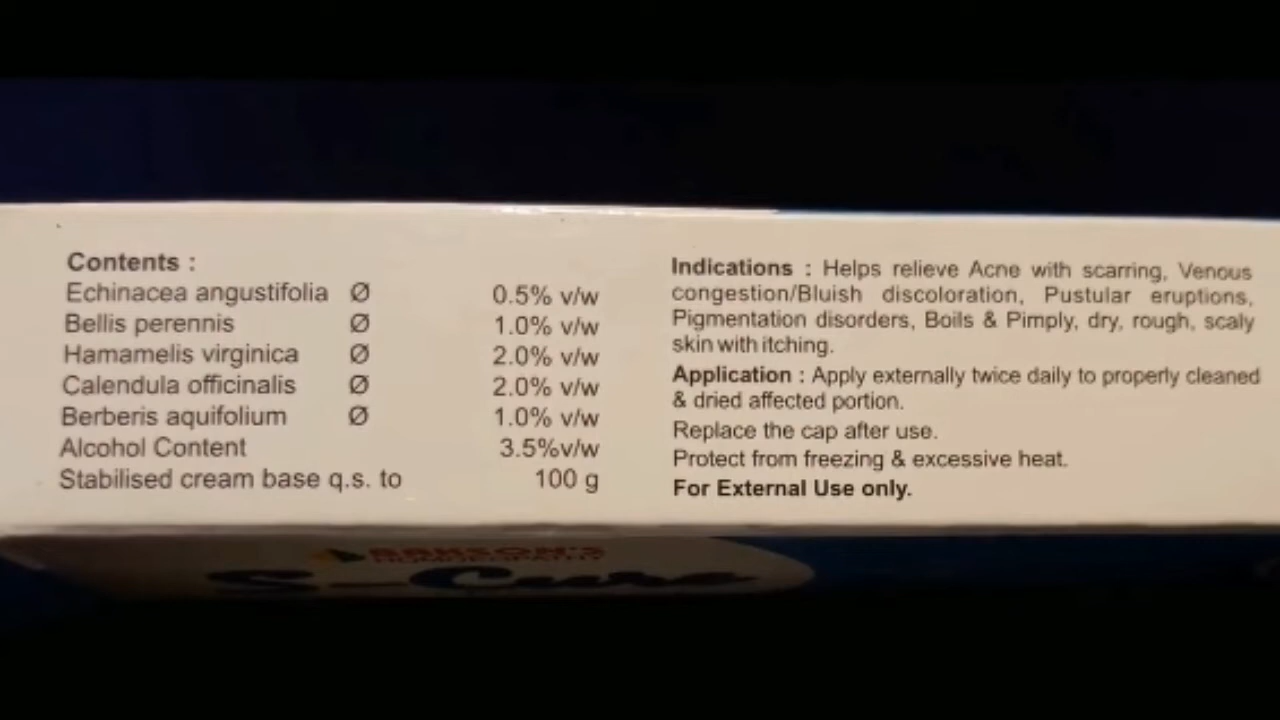 Contents :
Echinacea angustifolia Ø 0.5% v/w
Bellis perennis Ø 1.0% v/w
Hamamelis virginica Ø 2.0% v/w
Calendula officinalis Ø 2.0% v/w
Berberis aquifolium Ø 1.0% v/w
Alcohol Content 3.5%v/w
Stabilised cream base q.s. to 100 g
Indications : Helps relieve Acne with scarring, Venous
congestion/Bluish discoloration, Pustular eruptions,
Pigmentation disorders, Boils & Pimply, dry, rough, scaly
skin with itching.
Application : Apply externally twice daily to properly cleaned
& dried affected portion.
Replace the cap after use.
Protect from freezing & excessive heat.
For External Use only.
S-Cure